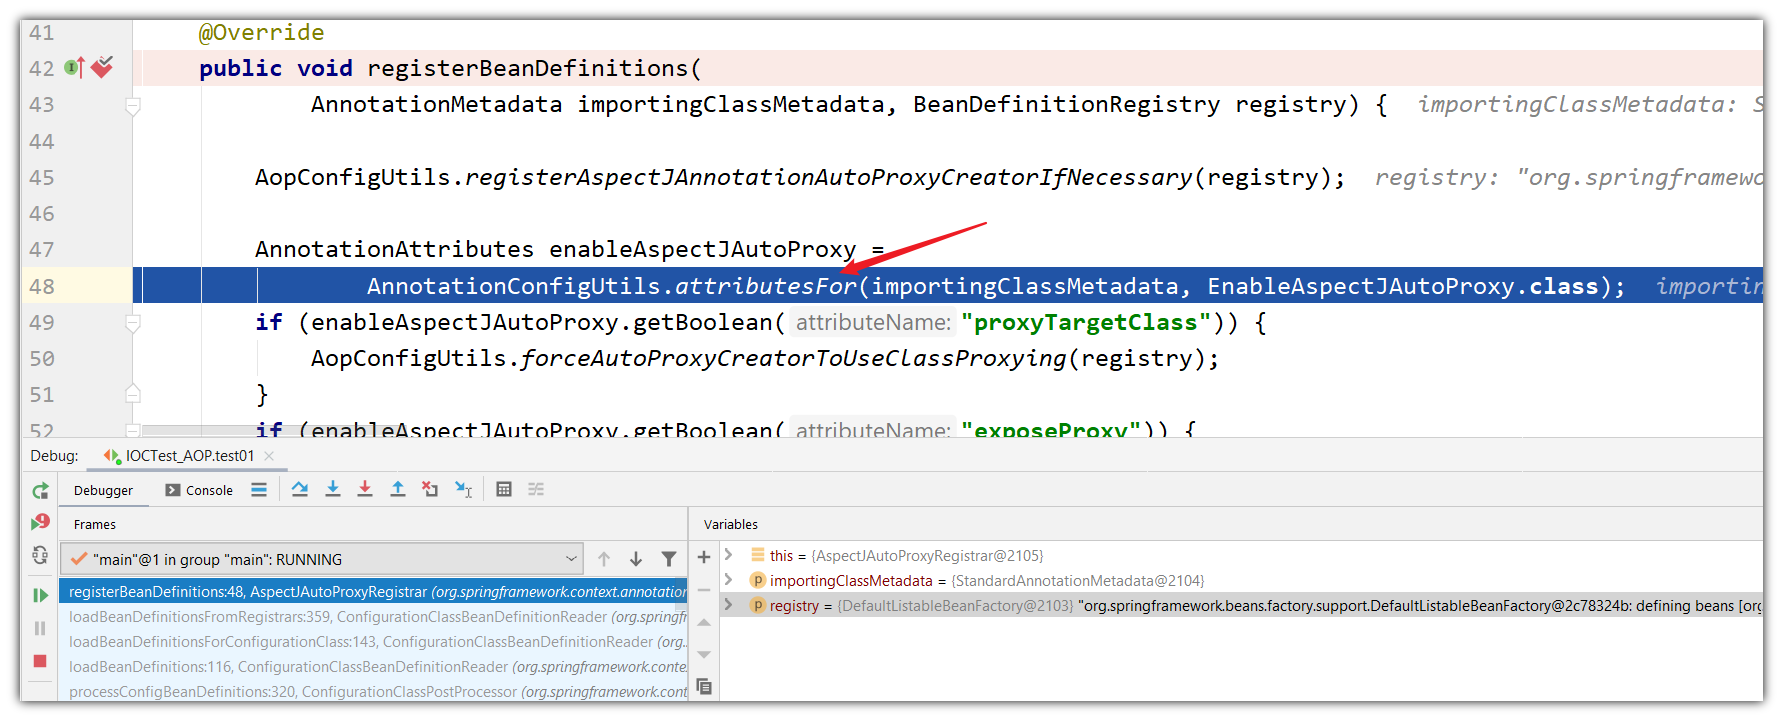 41 @Override
42 public void registerBeanDefinitions(
43 AnnotationMetadata importingClassMetadata, BeanDefinitionRegistry registry) { importingClassMetadata: S
44
45 AopConfigUtils.registerAspectJAnnotationAutoProxyCreatorIfNecessary(registry); registry: "org.springframewo
46
47 AnnotationAttributes enableAspectJAutoProxy =
48 AnnotationConfigUtils.attributesFor(importingClassMetadata, EnableAspectJAutoProxy.class); importin
49 if (enableAspectJAutoProxy.getBoolean( attributeName: "proxyTargetClass")) {
50 AopConfigUtils.forceAutoProxyCreatorToUseClassProxying(registry);
51 }
52 if (enableAspectJAutoProxy.getBoolean( attributeName: "exposeProxy")) {
Debug: IOCTest_AOP.test01
Debugger Console
Frames
Variables
"main"@1 in group "main": RUNNING
registerBeanDefinitions:48, AspectJAutoProxyRegistrar (org.springframework.context.annotation
loadBeanDefinitionsFromRegistrars:359, ConfigurationClassBeanDefinitionReader (org.springfr
loadBeanDefinitionsForConfigurationClass:143, ConfigurationClassBeanDefinitionReader (org.
loadBeanDefinitions:116, ConfigurationClassBeanDefinitionReader (org.springframework.conte
processConfigBeanDefinitions:320, ConfigurationClassPostProcessor (org.springframework.cont
this = {AspectJAutoProxyRegistrar@2105}
p importingClassMetadata = {StandardAnnotationMetadata@2104}
p registry = {DefaultListableBeanFactory@2103} "org.springframework.beans.factory.support.DefaultListableBeanFactory@2c78324b: defining beans [org